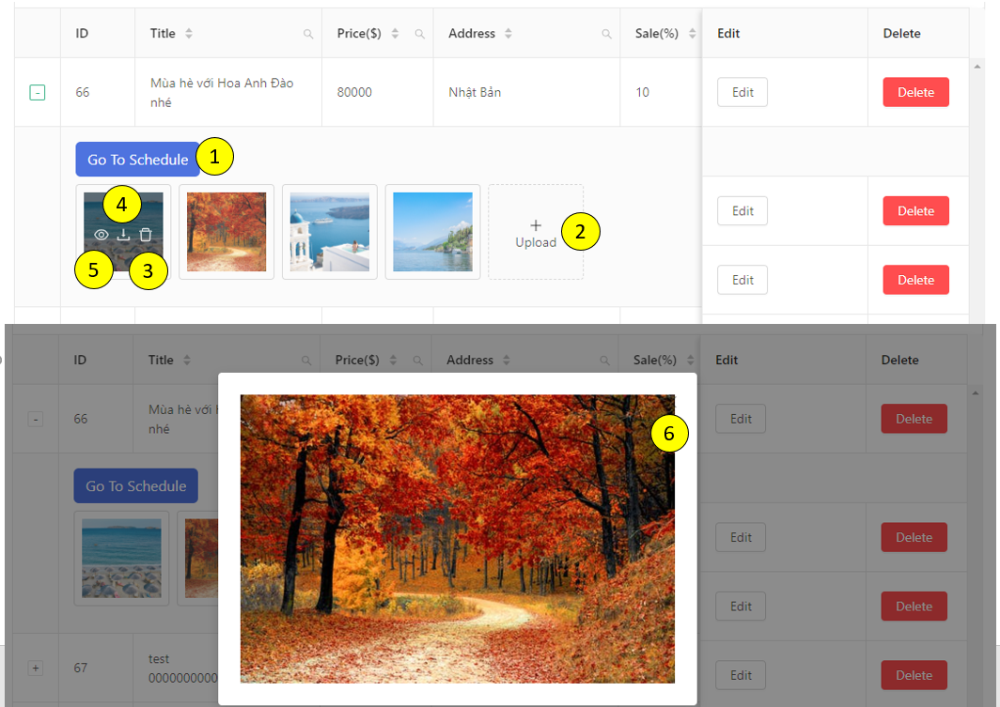 ID Title Price($) Address Sale(%) Edit Delete
- 66 Mùa hè với Hoa Anh Đào 80000 Nhật Bản 10 Edit Delete
nhé
Go To Schedule 1
4
Edit Delete
+
Upload 2
5 3
Edit Delete
ID Title Price($) Address Sale(%) Edit Delete
- 66 Mùa hè với
nhé
Edit Delete
6
Go To Schedule
Edit Delete
Edit Delete
+ 67 test
0000000000
Edit Delete